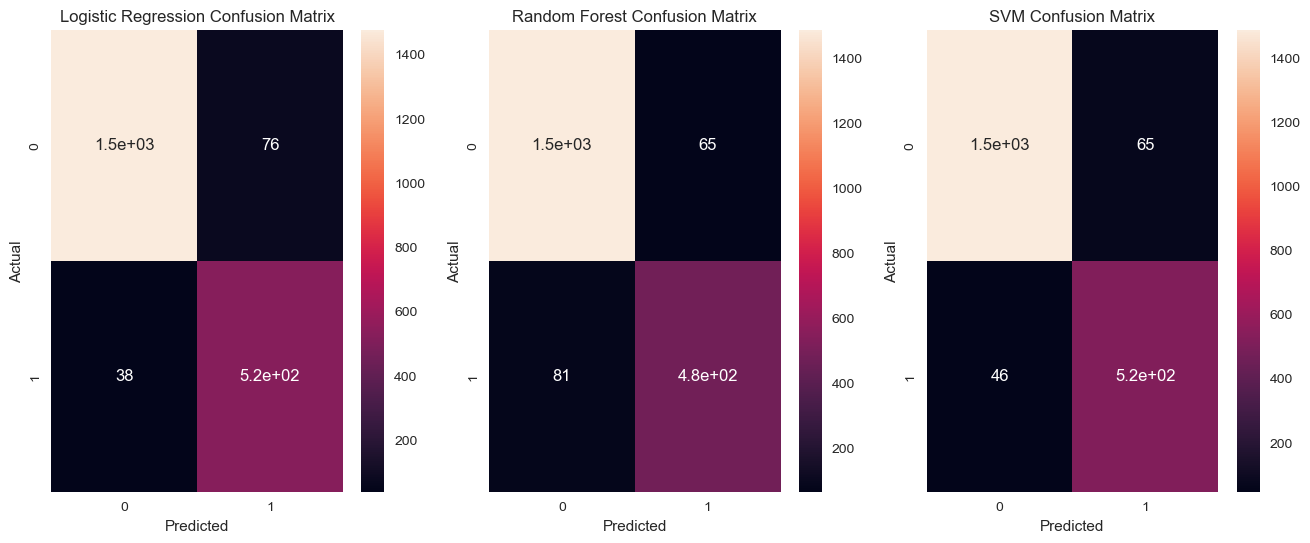 Logistic Regression Confusion Matrix
1.5e+03 76
38 5.2e+02
0
1
Actual
0 1
Predicted
1400
1200
1000
800
600
400
200
Random Forest Confusion Matrix
1.5e+03 65
81 4.8e+02
0
1
Actual
0 1
Predicted
1400
1200
1000
800
600
400
200
SVM Confusion Matrix
1.5e+03 65
46 5.2e+02
0
1
Actual
0 1
Predicted
1400
1200
1000
800
600
400
200